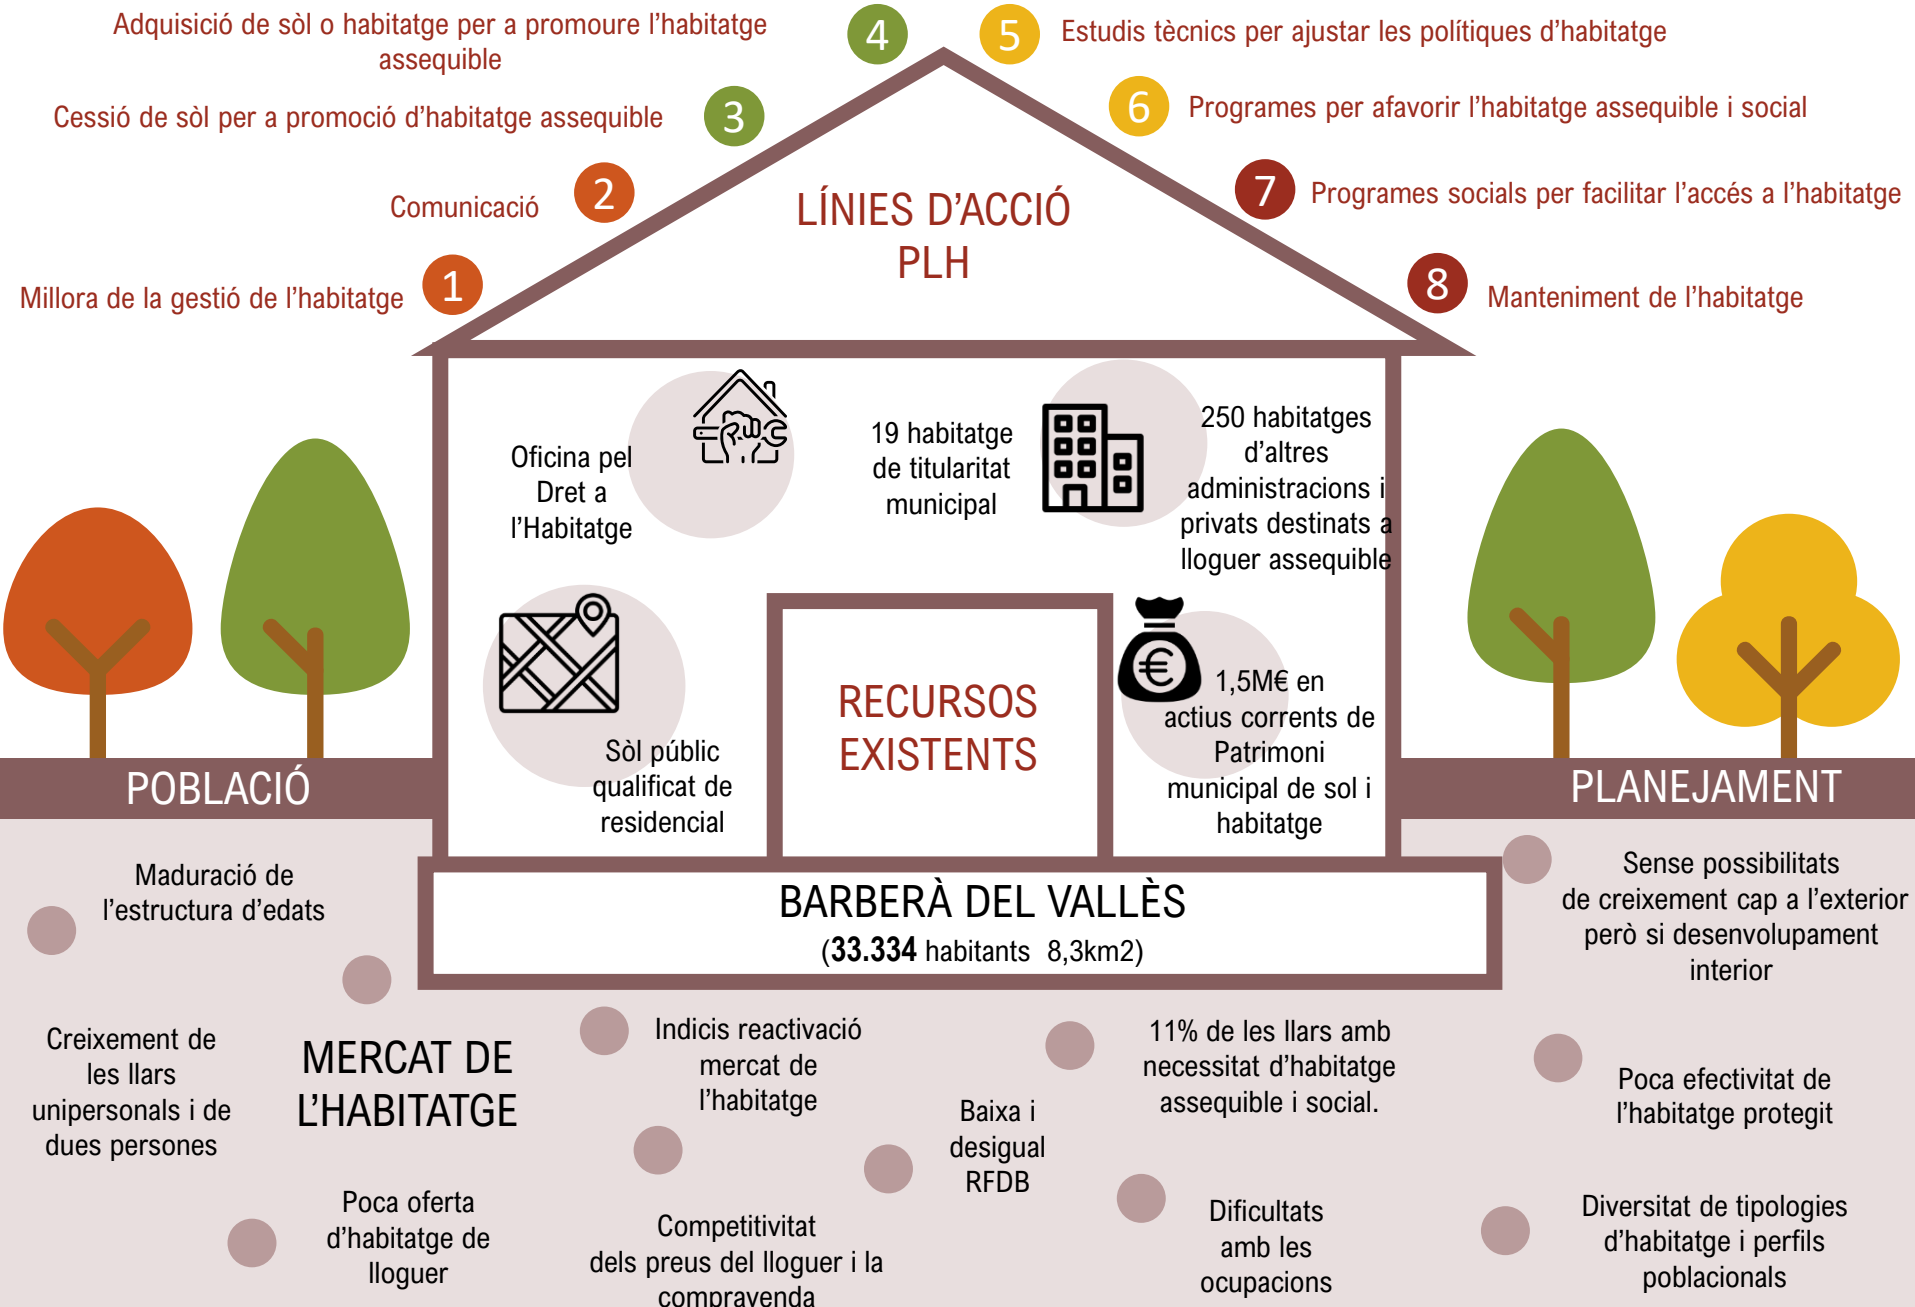 Adquisició de sòl o habitatge per a promoure l'habitatge
assequible
4
5
Estudis tècnics per ajustar les polítiques d'habitatge
Cessió de sòl per a promoció d'habitatge assequible
3
6
Programes per afavorir l'habitatge assequible i social
Comunicació
2
7
Programes socials per facilitar l'accés a l'habitatge
Millora de la gestió de l'habitatge
1
8
Manteniment de l'habitatge
LÍNIES D'ACCIÓ
PLH
Oficina pel
Dret a
l'Habitatge
19 habitatge
de titularitat
municipal
250 habitatges
d'altres
administracions i
privats destinats a
lloguer assequible
Sòl públic
qualificat de
residencial
RECURSOS
EXISTENTS
€
1,5M€ en
actius corrents de
Patrimoni
municipal de sol i
habitatge
POBLACIÓ
PLANEJAMENT
BARBERÀ DEL VALLÈS
(33.334 habitants 8,3km2)
Maduració de
l'estructura d'edats
Creixement de
les llars
unipersonals i de
dues persones
MERCAT DE
L'HABITATGE
Poca oferta
d'habitatge de
lloguer
Indicis reactivació
mercat de
l'habitatge
Competitivitat
dels preus del lloguer i la
compravenda
Baixa i
desigual
RFDB
11% de les llars amb
necessitat d'habitatge
assequible i social.
Dificultats
amb les
ocupacions
Sense possibilitats
de creixement cap a l'exterior
però si desenvolupament
interior
Poca efectivitat de
l'habitatge protegit
Diversitat de tipologies
d'habitatge i perfils
poblacionals